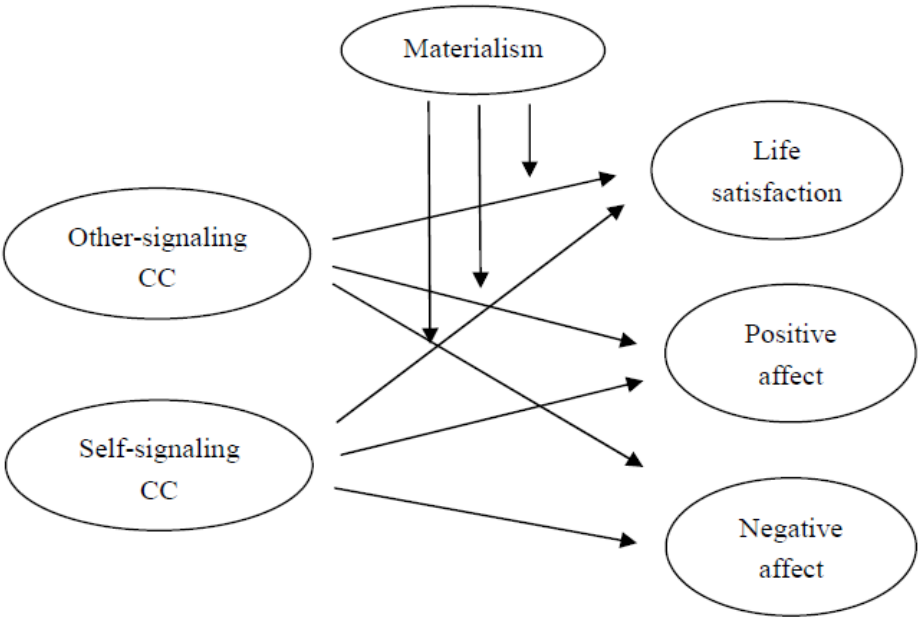 Materialism
Life
satisfaction
Other-signaling
CC
Positive
affect
Self-signaling
CC
Negative
affect